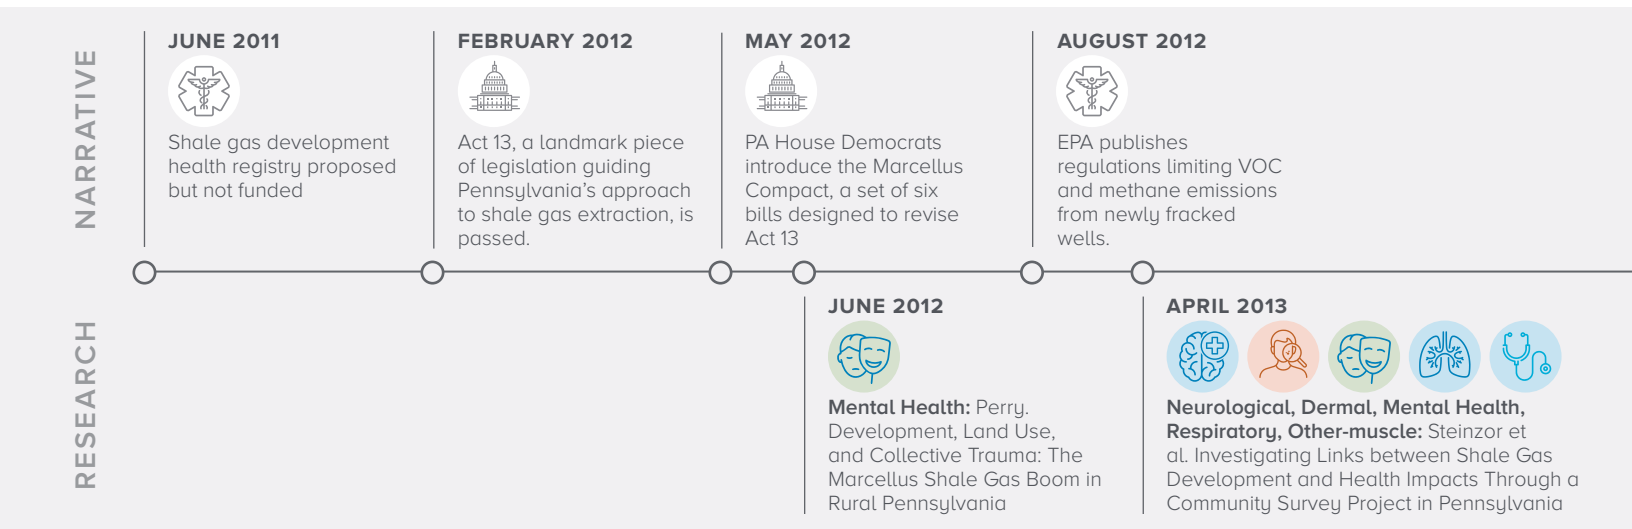 NARRATIVE
JUNE 2011
Shale gas development
health registry proposed
but not funded
FEBRUARY 2012
Act 13, a landmark piece
of legislation guiding
Pennsylvania’s approach
to shale gas extraction, is
passed.
MAY 2012
PA House Democrats
introduce the Marcellus
Compact, a set of six
bills designed to revise
Act 13
AUGUST 2012
EPA publishes
regulations limiting VOC
and methane emissions
from newly fracked
wells.
RESEARCH
JUNE 2012
Mental Health: Perry.
Development, Land Use,
and Collective Trauma: The
Marcellus Shale Gas Boom in
Rural Pennsylvania
APRIL 2013
Neurological, Dermal, Mental Health,
Respiratory, Other-muscle: Steinzor et
al. Investigating Links between Shale Gas
Development and Health Impacts Through a
Community Survey Project in Pennsylvania